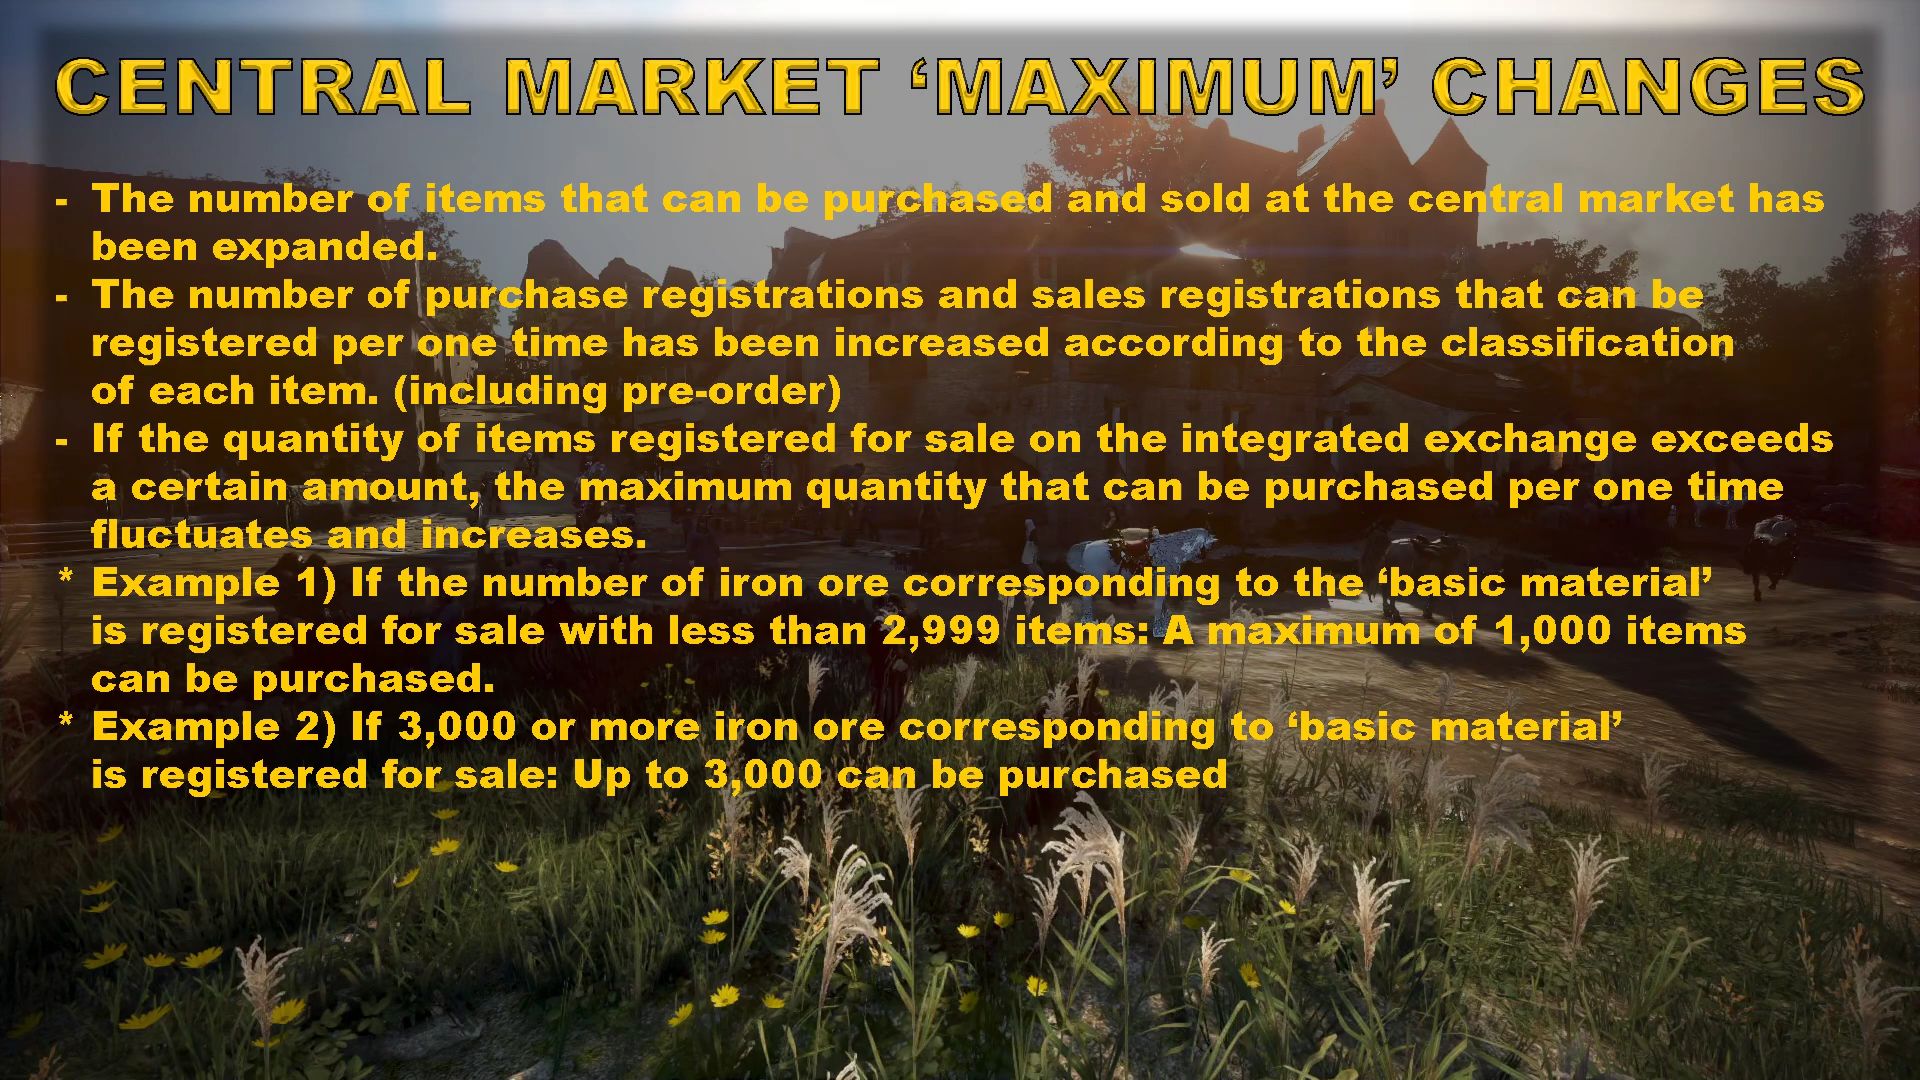 CENTRAL MARKET ‘MAXIMUM’ CHANGES
- The number of items that can be purchased and sold at the central market has
been expanded.
- The number of purchase registrations and sales registrations that can be
registered per one time has been increased according to the classification
of each item. (including pre-order)
- If the quantity of items registered for sale on the integrated exchange exceeds
a certain amount, the maximum quantity that can be purchased per one time
fluctuates and increases.
* Example 1) If the number of iron ore corresponding to the ‘basic material’
is registered for sale with less than 2,999 items: A maximum of 1,000 items
can be purchased.
* Example 2) If 3,000 or more iron ore corresponding to ‘basic material’
is registered for sale: Up to 3,000 can be purchased